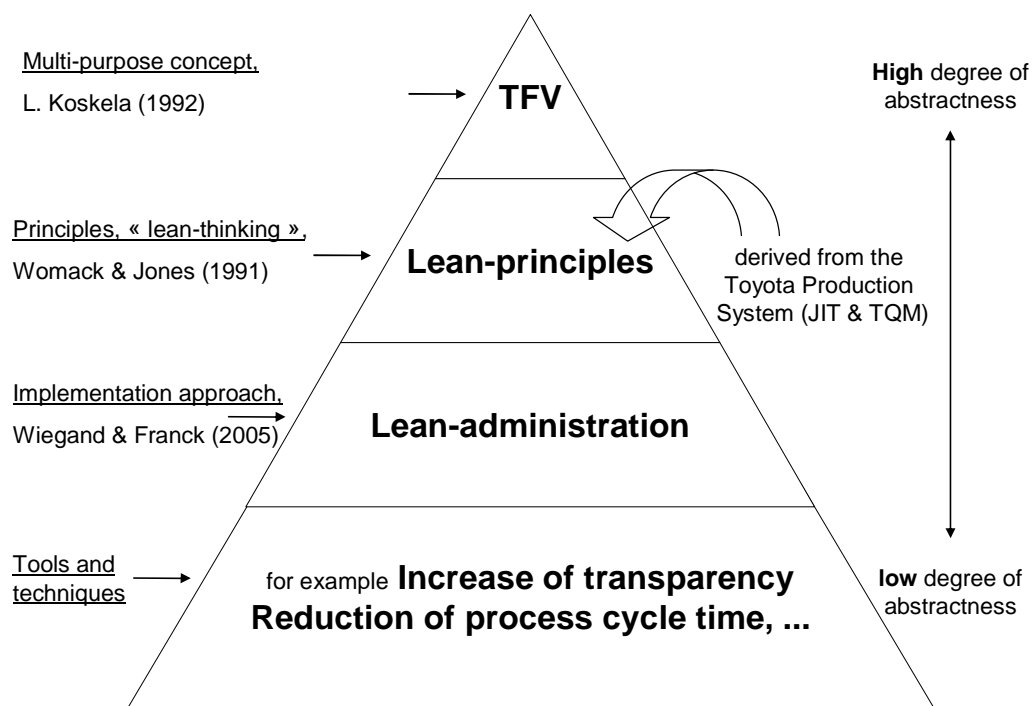 Multi-purpose concept,
L. Koskela (1992)
TFV
High degree of
abstractness
Principles, « lean-thinking »,
Womack & Jones (1991)
Lean-principles
derived from the
Toyota Production
System (JIT & TQM)
Implementation approach,
Wiegand & Franck (2005)
Lean-administration
Tools and
techniques
for example Increase of transparency
Reduction of process cycle time, ...
low degree of
abstractness